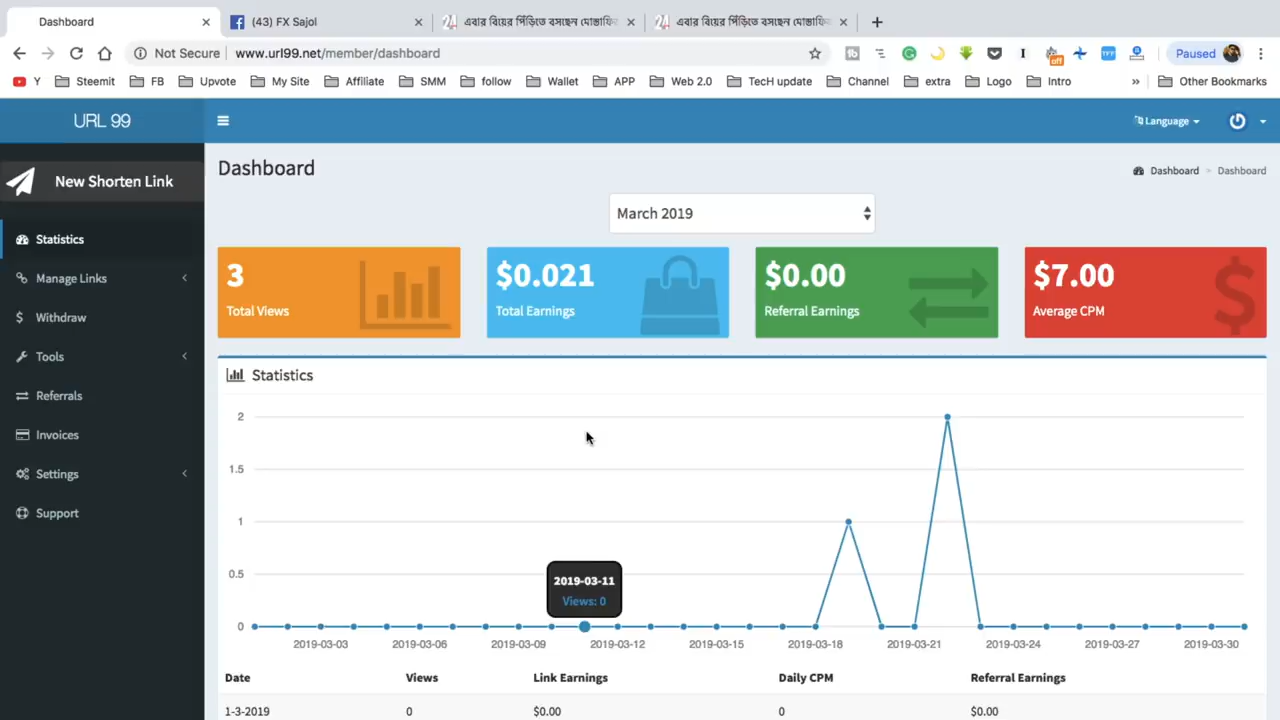 Dashboard
(43) FX Sajol
এবার বিয়ের পিঁড়িতে বসছেন মোস্তাফি
এবার বিয়ের পিঁড়িতে বসছেন মোস্তাফি
Not Secure
www.url99.net/member/dashboard
Paused
Y
Steemit
FB
Upvote
My Site
Affiliate
SMM
follow
Wallet
APP
Web 2.0
TecH update
Channel
extra
Logo
Intro
»
Other Bookmarks
URL 99
Language
New Shorten Link
Dashboard
Dashboard > Dashboard
March 2019
Statistics
Manage Links
Withdraw
Tools
Referrals
Invoices
Settings
Support
3
Total Views
$0.021
Total Earnings
$0.00
Referral Earnings
$7.00
Average CPM
Statistics
2
1.5
1
0.5
0
2019-03-11
Views: 0
2019-03-03 2019-03-06 2019-03-09 2019-03-12 2019-03-15 2019-03-18 2019-03-21 2019-03-24 2019-03-27 2019-03-30
Date Views Link Earnings Daily CPM Referral Earnings
1-3-2019 0 $0.00 0 $0.00